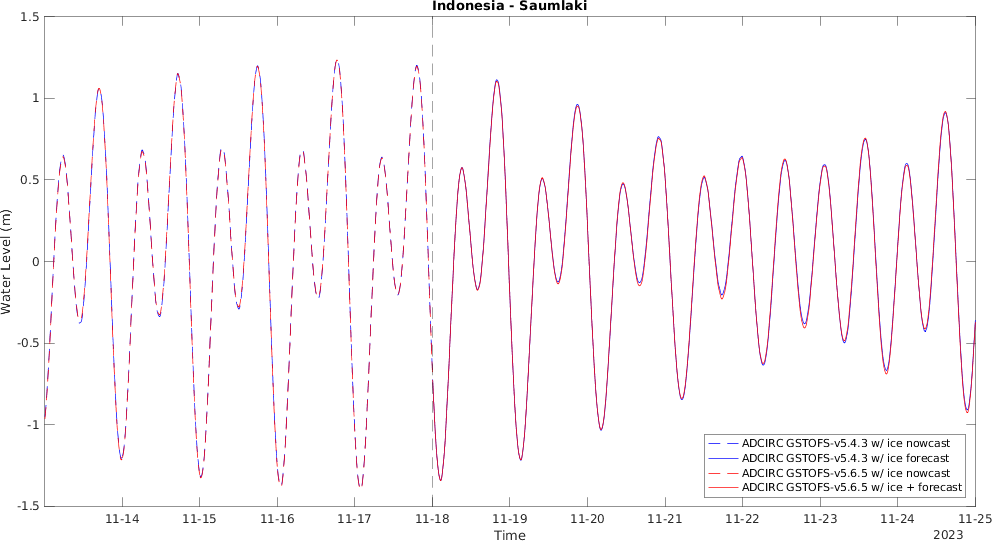 Indonesia - Saumlaki
1.5
1
0.5
0
-0.5
-1
-1.5
Water Level (m)
ADCIRC GSTOFS-v5.4.3 w/ ice nowcast
ADCIRC GSTOFS-v5.4.3 w/ ice forecast
ADCIRC GSTOFS-v5.6.5 w/ ice nowcast
ADCIRC GSTOFS-v5.6.5 w/ ice + forecast
11-14 11-15 11-16 11-17 11-18 11-19 11-20 11-21 11-22 11-23 11-24 11-25
Time
2023